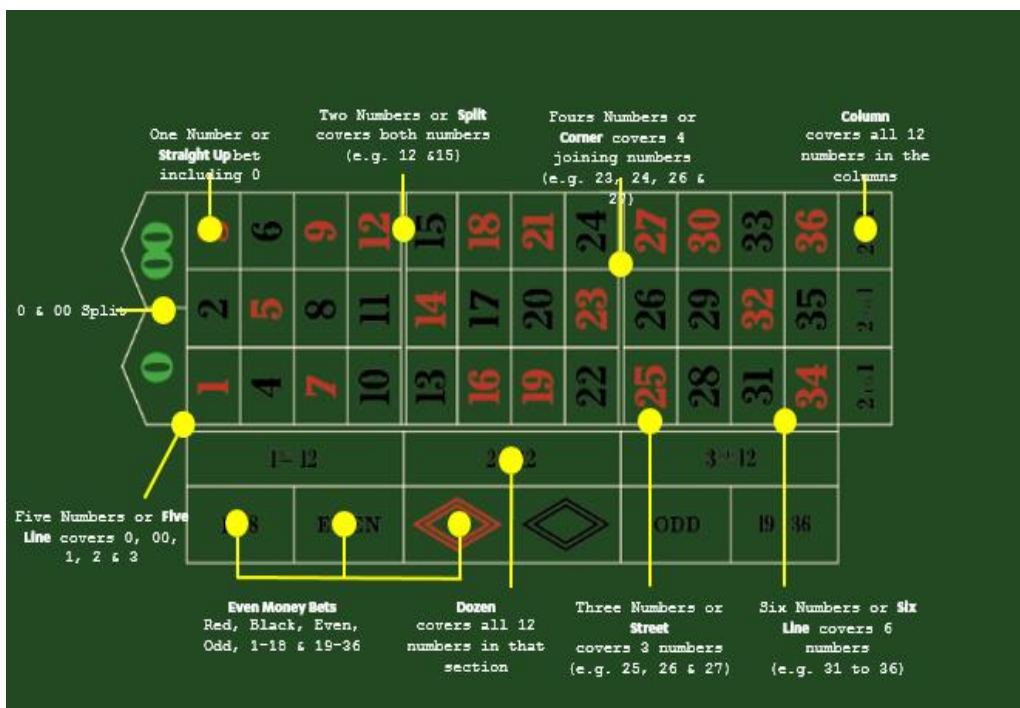 One Number or
Straight Up bet
including 0
Two Numbers or Split
covers both numbers
(e.g. 12 &15)
Fours Numbers or
Corner covers 4
joining numbers
(e.g. 23, 24, 26 &
27)
Column
covers all 12
numbers in the
columns
00 6 9 12 15 18 21 24 27 30 33 36
0 & 00 Split
2 5 8 11 14 17 20 23 26 29 32 35 2 to 1
0 1 4 7 10 13 16 19 22 25 28 31 34 2 to 1
1st 12 3rd 12
ODD
Five Numbers or Five
Line covers 0, 00,
1, 2 & 3
Even Money Bets
Red, Black, Even,
Odd, 1-18 & 19-36
Dozen
covers all 12
numbers in that
section
Three Numbers or
Street
covers 3 numbers
(e.g. 25, 26 & 27)
Six Numbers or Six
Line covers 6
numbers
(e.g. 31 to 36)